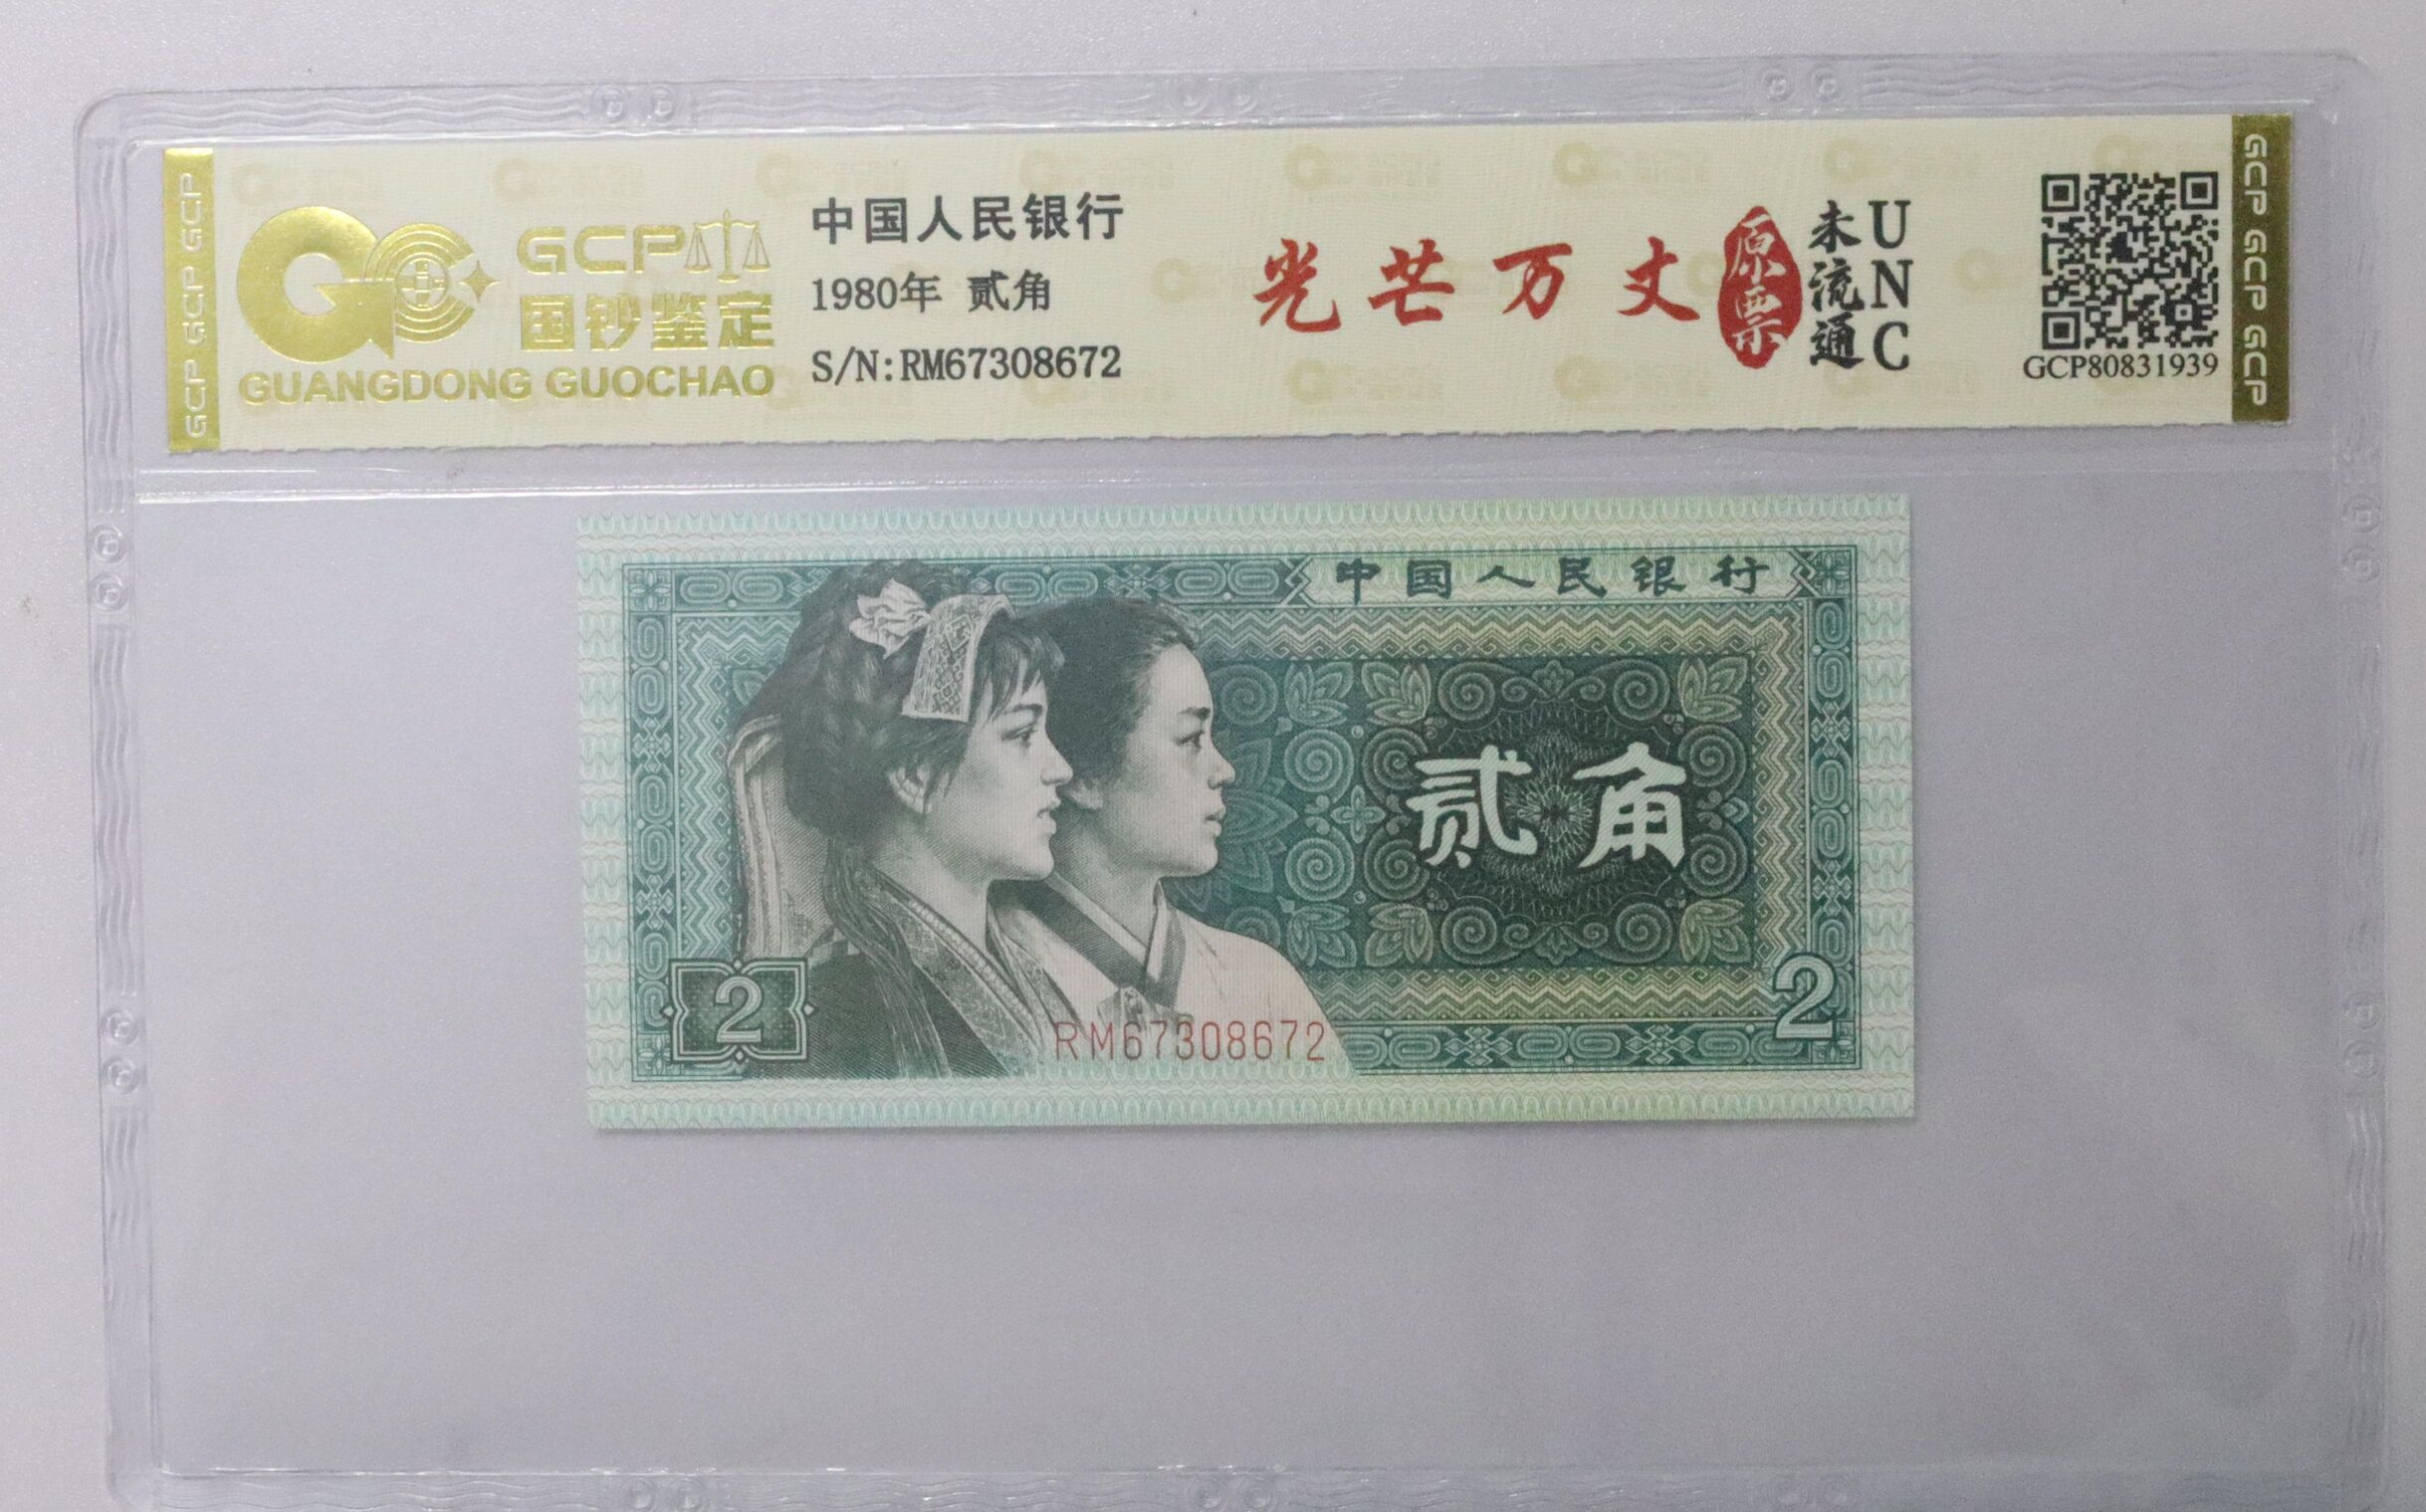 GCP GCP GCP
GCP
国钞鉴定
GUANGDONG GUOCHAO
中国人民银行
1980年 贰角
S/N:RM67308672
光芒万丈
原票
未流通
UNC
GCP80831939
GCP GCP GCP
中国人民银行
贰角
2
RM67308672
2